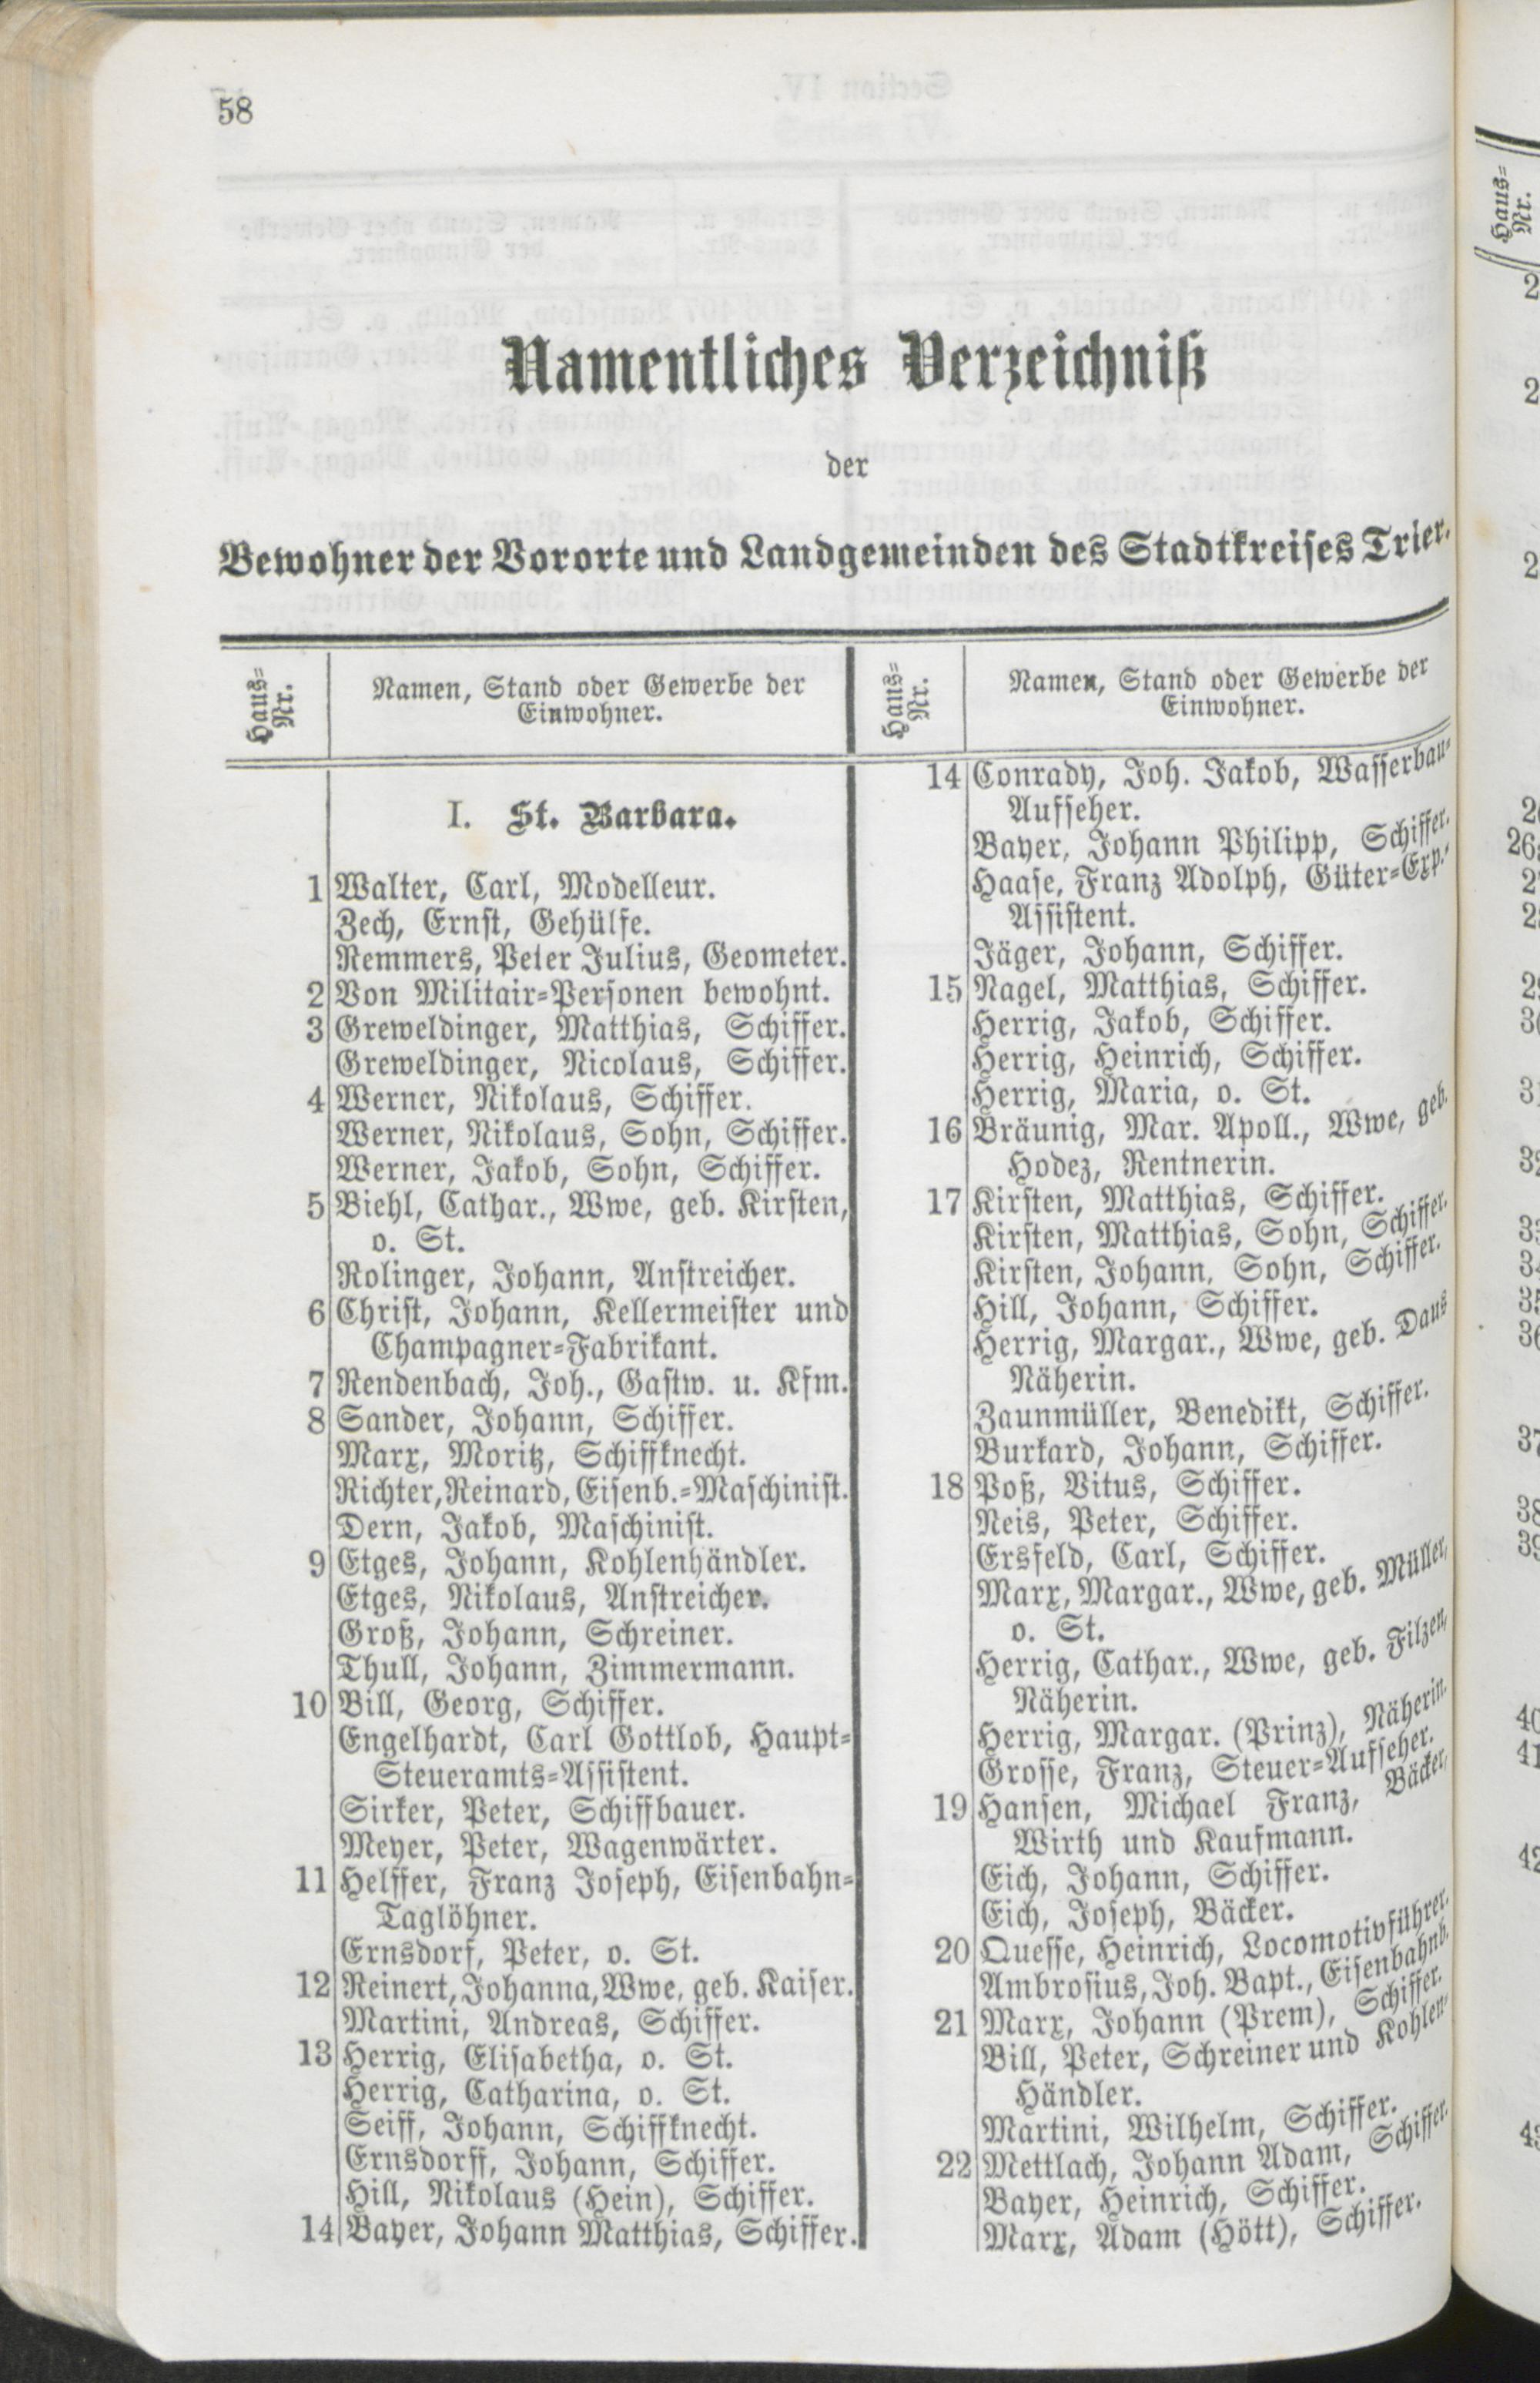 58
Namentliches Verzeichniß
der
Bewohner der Vororte und Landgemeinden des Stadtkreises Trier.
Haus-
Nr.
Namen, Stand oder Gewerbe der
Einwohner.
I. St. Barbara.
1 Walter, Carl, Modelleur.
Zech, Ernst, Gehülfe.
Remmers, Peter Julius, Geometer.
2 Von Militair-Personen bewohnt.
3 Greweldinger, Matthias, Schiffer.
Greweldinger, Nicolaus, Schiffer.
4 Werner, Nikolaus, Schiffer.
Werner, Nikolaus, Sohn, Schiffer.
Werner, Jakob, Sohn, Schiffer.
5 Biehl, Cathar., Wwe, geb. Kirsten,
o. St.
Rolinger, Johann, Anstreicher.
6 Christ, Johann, Kellermeister und
Champagner-Fabrikant.
7 Rendenbach, Joh., Gastw. u. Kfm.
8 Sander, Johann, Schiffer.
Marx, Moritz, Schiffknecht.
Richter, Reinard, Eisenb.-Maschinist.
Dern, Jakob, Maschinist.
9 Etges, Johann, Kohlenhändler.
Etges, Nikolaus, Anstreicher.
Groß, Johann, Schreiner.
Thull, Johann, Zimmermann.
10 Bill, Georg, Schiffer.
Engelhardt, Carl Gottlob, Haupt-
Steueramts-Assistent.
Sirker, Peter, Schiffbauer.
Meyer, Peter, Wagenwärter.
11 Helffer, Franz Joseph, Eisenbahn-
Taglöhner.
Ernsdorf, Peter, o. St.
12 Reinert, Johanna, Wwe, geb. Kaiser.
Martini, Andreas, Schiffer.
13 Herrig, Elisabetha, o. St.
Herrig, Catharina, o. St.
Seiff, Johann, Schiffknecht.
Ernsdorff, Johann, Schiffer.
Hill, Nikolaus (Hein), Schiffer.
14 Bayer, Johann Matthias, Schiffer.
Haus-
Nr.
Namen, Stand oder Gewerbe der
Einwohner.
14 Conrady, Joh. Jakob, Wasserbau-
Aufseher.
Bayer, Johann Philipp, Schiffer.
Haase, Franz Adolph, Güter-Exp.-
Assistent.
Jäger, Johann, Schiffer.
15 Nagel, Matthias, Schiffer.
Herrig, Jakob, Schiffer.
Herrig, Heinrich, Schiffer.
Herrig, Maria, o. St.
16 Bräunig, Mar. Apoll., Wwe, geb.
Hodez, Rentnerin.
17 Kirsten, Matthias, Schiffer.
Kirsten, Matthias, Sohn, Schiffer.
Kirsten, Johann, Sohn, Schiffer.
Hill, Johann, Schiffer.
Herrig, Margar., Wwe, geb. Daus
Näherin.
Zaunmüller, Benedikt, Schiffer.
Burkard, Johann, Schiffer.
18 Poß, Vitus, Schiffer.
Neis, Peter, Schiffer.
Ersfeld, Carl, Schiffer.
Marx, Margar., Wwe, geb. Müller,
o. St.
Herrig, Cathar., Wwe, geb. Filzen,
Näherin.
Herrig, Margar. (Prinz), Näherin.
Grosse, Franz, Steuer-Aufseher.
19 Hansen, Michael Franz, Bäcker,
Wirth und Kaufmann.
Eich, Johann, Schiffer.
Eich, Joseph, Bäcker.
20 Quesse, Heinrich, Locomotivführer.
Ambrosius, Joh. Bapt., Eisenbahnb.
21 Marx, Johann (Prem), Schiffer.
Bill, Peter, Schreiner und Kohlen-
Händler.
Martini, Wilhelm, Schiffer.
22 Mettlach, Johann Adam, Schiffer.
Bayer, Heinrich, Schiffer.
Marx, Adam (Hött), Schiffer.
Haus-
Nr.